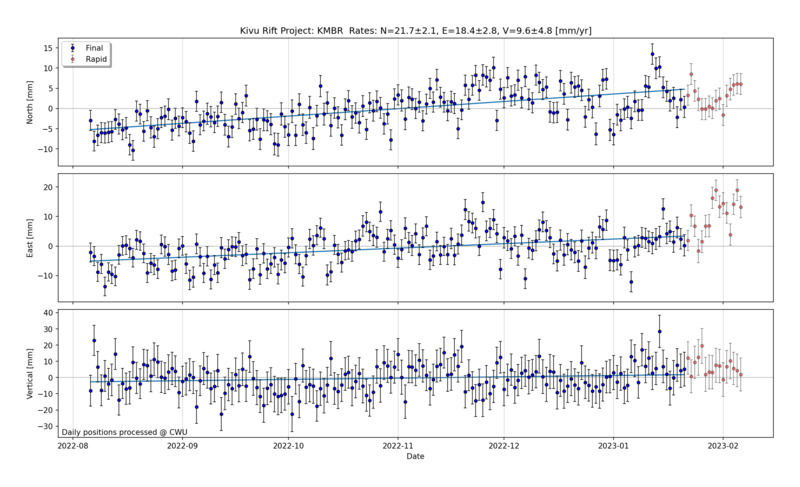 Kivu Rift Project: KMBR Rates: N=21.7±2.1, E=18.4±2.8, V=9.6±4.8 [mm/yr]
Final
Rapid
North [mm]
15
10
5
0
−5
−10
East [mm]
20
10
0
−10
Vertical [mm]
40
30
20
10
0
−10
−20
−30
Daily positions processed @ CWU
2022-08 2022-09 2022-10 2022-11 2022-12 2023-01 2023-02
Date